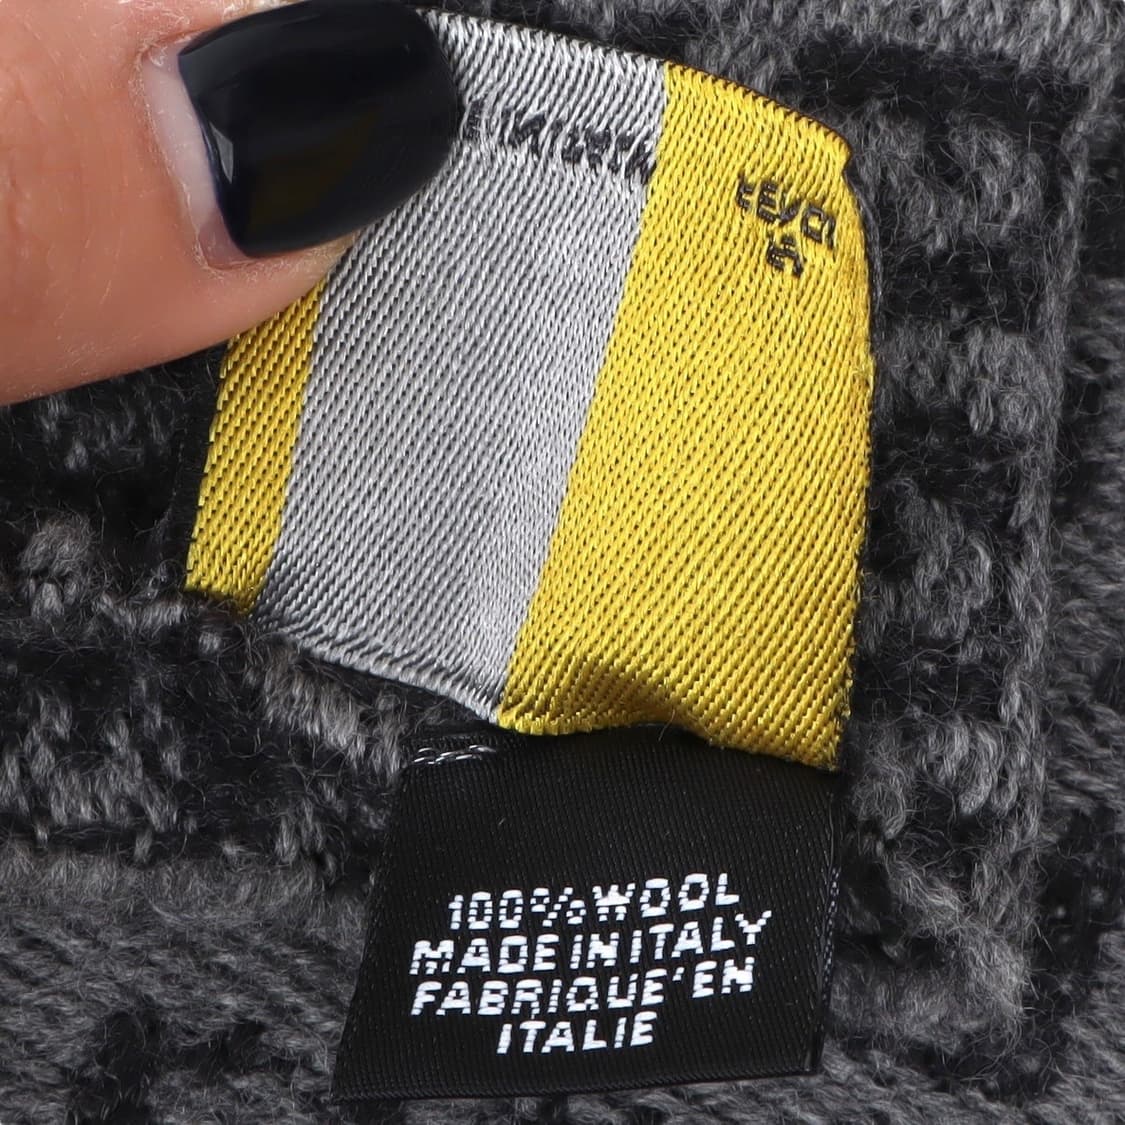 100% WOOL
MADE IN ITALY
FABRIQUE' EN
ITALIE